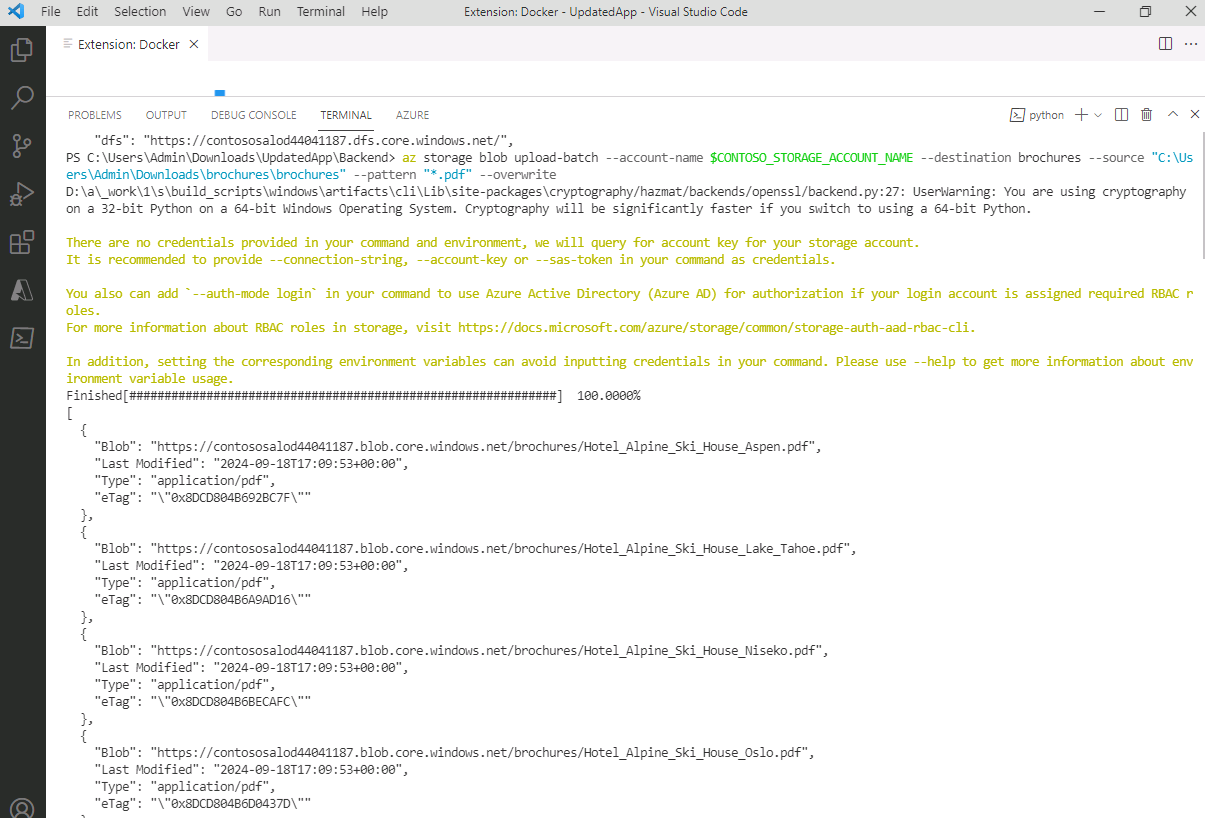 File Edit Selection View Go Run Terminal Help Extension: Docker - UpdatedApp - Visual Studio Code
Extension: Docker
PROBLEMS OUTPUT DEBUG CONSOLE TERMINAL AZURE python
"dfs": "https://contososalod44041187.dfs.core.windows.net/",
PS C:\Users\Admin\Downloads\UpdatedApp\Backend> az storage blob upload-batch --account-name $CONTOSO_STORAGE_ACCOUNT_NAME --destination brochures --source "C:\Us
ers\Admin\Downloads\brochures\brochures" --pattern "*.pdf" --overwrite
D:\a\_work\1\s\build_scripts\windows\artifacts\cli\Lib\site-packages\cryptography/hazmat/backends/openssl/backend.py:27: UserWarning: You are using cryptography
on a 32-bit Python on a 64-bit Windows Operating System. Cryptography will be significantly faster if you switch to using a 64-bit Python.
There are no credentials provided in your command and environment, we will query for account key for your storage account.
It is recommended to provide --connection-string, --account-key or --sas-token in your command as credentials.
You also can add `--auth-mode login` in your command to use Azure Active Directory (Azure AD) for authorization if your login account is assigned required RBAC r
oles.
For more information about RBAC roles in storage, visit https://docs.microsoft.com/azure/storage/common/storage-auth-aad-rbac-cli.
In addition, setting the corresponding environment variables can avoid inputting credentials in your command. Please use --help to get more information about env
ironment variable usage.
Finished[#############################################################]  100.0000%
[
{
"Blob": "https://contososalod44041187.blob.core.windows.net/brochures/Hotel_Alpine_Ski_House_Aspen.pdf",
"Last Modified": "2024-09-18T17:09:53+00:00",
"Type": "application/pdf",
"eTag": "\"0x8DCD804B692BC7F\""
},
{
"Blob": "https://contososalod44041187.blob.core.windows.net/brochures/Hotel_Alpine_Ski_House_Lake_Tahoe.pdf",
"Last Modified": "2024-09-18T17:09:53+00:00",
"Type": "application/pdf",
"eTag": "\"0x8DCD804B6A9AD16\""
},
{
"Blob": "https://contososalod44041187.blob.core.windows.net/brochures/Hotel_Alpine_Ski_House_Niseko.pdf",
"Last Modified": "2024-09-18T17:09:53+00:00",
"Type": "application/pdf",
"eTag": "\"0x8DCD804B6BECAFC\""
},
{
"Blob": "https://contososalod44041187.blob.core.windows.net/brochures/Hotel_Alpine_Ski_House_Oslo.pdf",
"Last Modified": "2024-09-18T17:09:53+00:00",
"Type": "application/pdf",
"eTag": "\"0x8DCD804B6D0437D\""